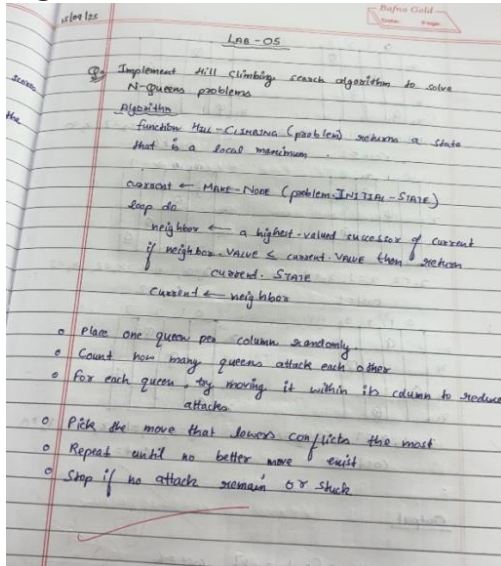 Bafna Gold
Date: Page:
15/09/25
LAB-05
Q. Implement Hill Climbing search algorithm to solve
N-Queens problems
Algorithm
function HILL-CLIMBING (problem) return a state
that is a local maximum.
current ← MAKE-NODE (problem.INITIAL-STATE)
loop do
neighbor ← a highest-valued successor of current
if neighbor.VALUE ≤ current.VALUE then return
current.STATE
current ← neighbor
o Place one queen per column randomly.
o Count how many queens attack each other
o for each queen, try moving it within its column to reduce
attacks
o Pick the move that lowers conflicts the most
o Repeat until no better move exist
o Stop if no attack remain or stuck
the